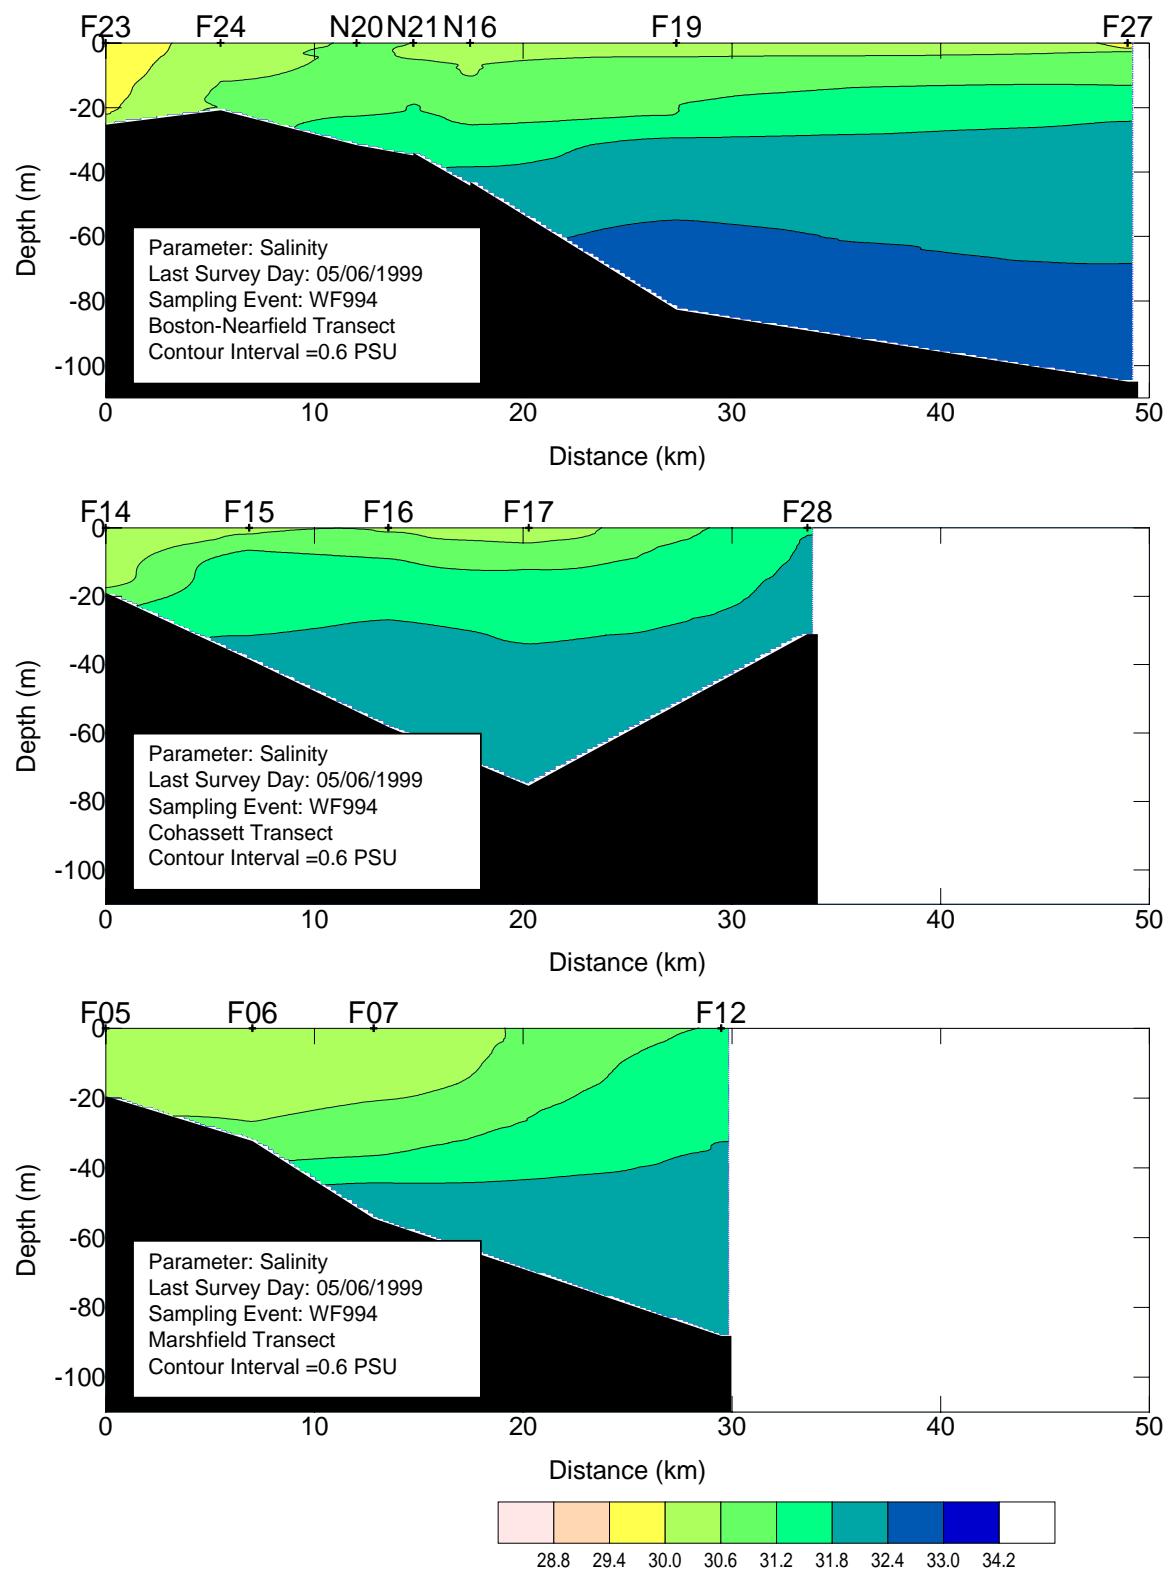 F23 F24 N20 N21 N16 F19 F27
0
-20
-40
-60
-80
-100
Depth (m)
Parameter: Salinity
Last Survey Day: 05/06/1999
Sampling Event: WF994
Boston-Nearfield Transect
Contour Interval =0.6 PSU
0 10 20 30 40 50
Distance (km)
F14 F15 F16 F17 F28
0
-20
-40
-60
-80
-100
Depth (m)
Parameter: Salinity
Last Survey Day: 05/06/1999
Sampling Event: WF994
Cohassett Transect
Contour Interval =0.6 PSU
0 10 20 30 40 50
Distance (km)
F05 F06 F07 F12
0
-20
-40
-60
-80
-100
Depth (m)
Parameter: Salinity
Last Survey Day: 05/06/1999
Sampling Event: WF994
Marshfield Transect
Contour Interval =0.6 PSU
0 10 20 30 40 50
Distance (km)
28.8 29.4 30.0 30.6 31.2 31.8 32.4 33.0 34.2